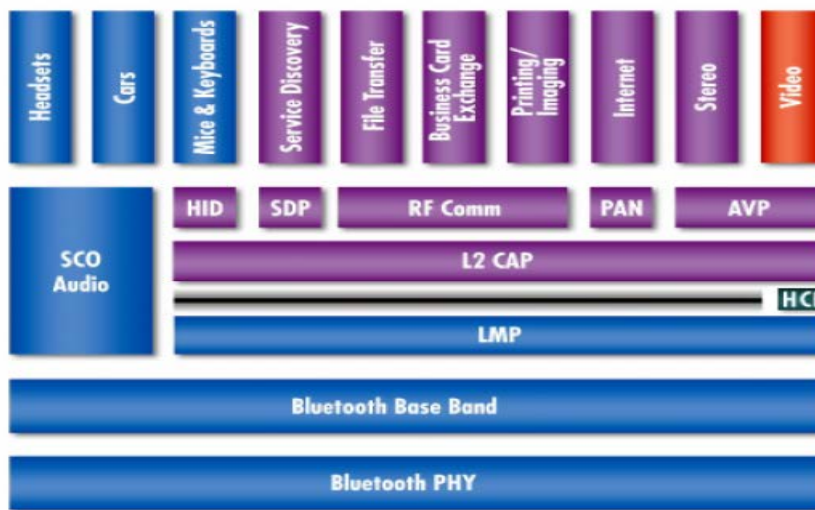 Headsets
Cars
Mice & Keyboards
Service Discovery
File Transfer
Business Card
Exchange
Printing/
Imaging
Internet
Stereo
Video
HID
SDP
RF Comm
PAN
AVP
SCO
Audio
L2 CAP
HCI
LMP
Bluetooth Base Band
Bluetooth PHY